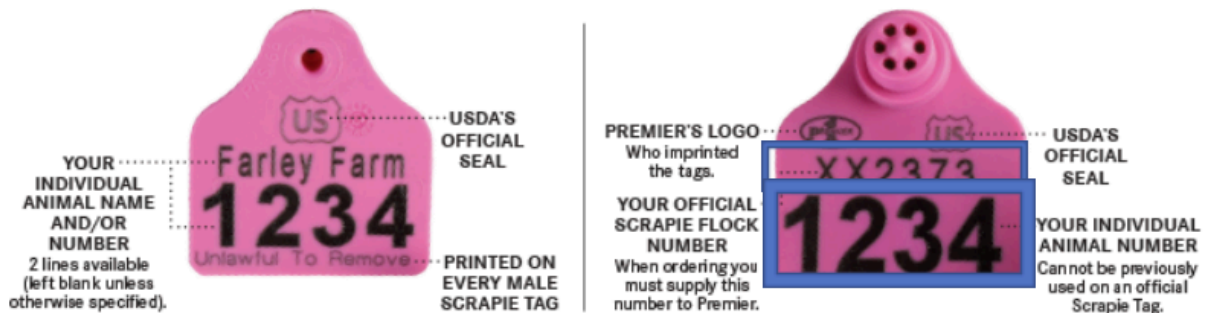 US
USDA'S
OFFICIAL
SEAL
YOUR
INDIVIDUAL
ANIMAL NAME
AND/OR
NUMBER
2 lines available
(left blank unless
otherwise specified).
Farley Farm
1234
Unlawful To Remove
PRINTED ON
EVERY MALE
SCRAPIE TAG
PREMIER'S LOGO
Who imprinted
the tags.
PREMIER
US
USDA'S
OFFICIAL
SEAL
XX2373
YOUR OFFICIAL
SCRAPIE FLOCK
NUMBER
When ordering you
must supply this
number to Premier.
1234
YOUR INDIVIDUAL
ANIMAL NUMBER
Cannot be previously
used on an official
Scrapie Tag.